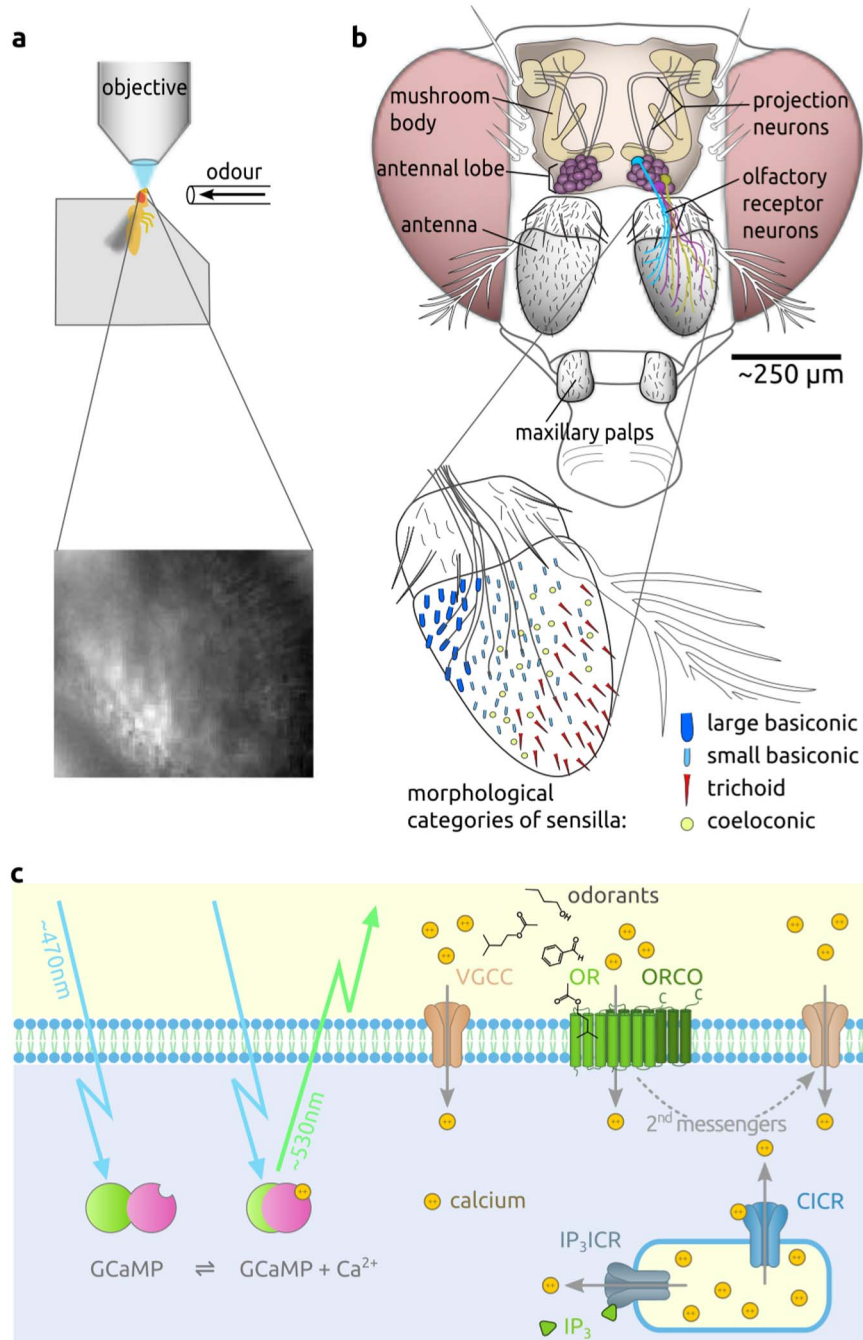 a
objective
odour
b
mushroom
body
antennal lobe
antenna
projection
neurons
olfactory
receptor
neurons
~250 µm
maxillary palps
large basiconic
small basiconic
trichoid
coeloconic
morphological
categories of sensilla:
c
~470nm
~530nm
GCaMP ⇌ GCaMP + Ca²⁺
odorants
OH
O
O
O
H
O
O
VGCC
OR
ORCO
C
C
++
2nd messengers
calcium
CICR
IP₃ICR
IP₃